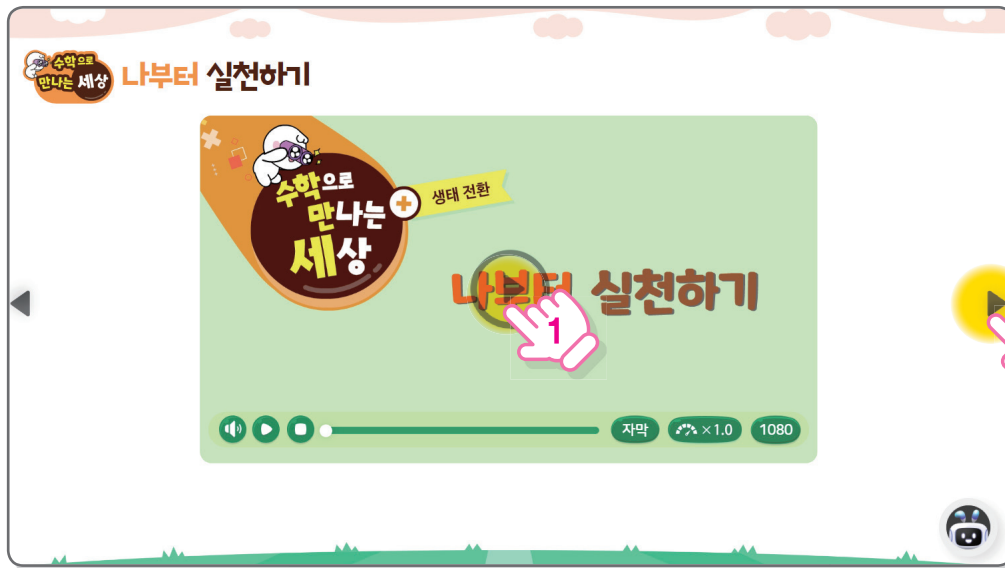 수학으로
만나는 세상
나부터 실천하기
수학으로
만나는
세상
생태 전환
나부터 실천하기
1
자막
×1.0
1080